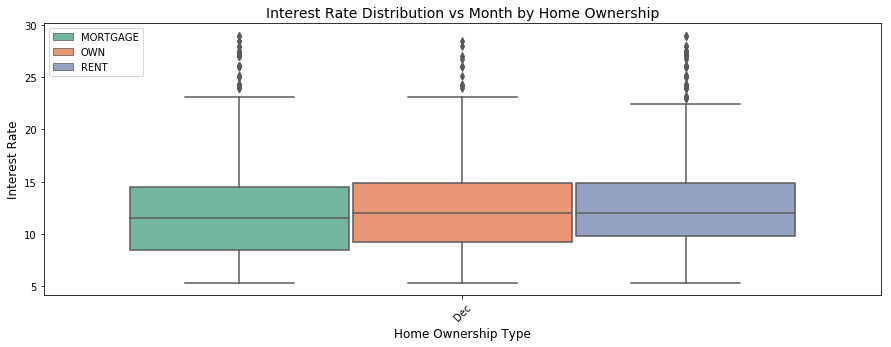 Interest Rate Distribution vs Month by Home Ownership
MORTGAGE
OWN
RENT
Interest Rate
30
25
20
15
10
5
Dec
Home Ownership Type